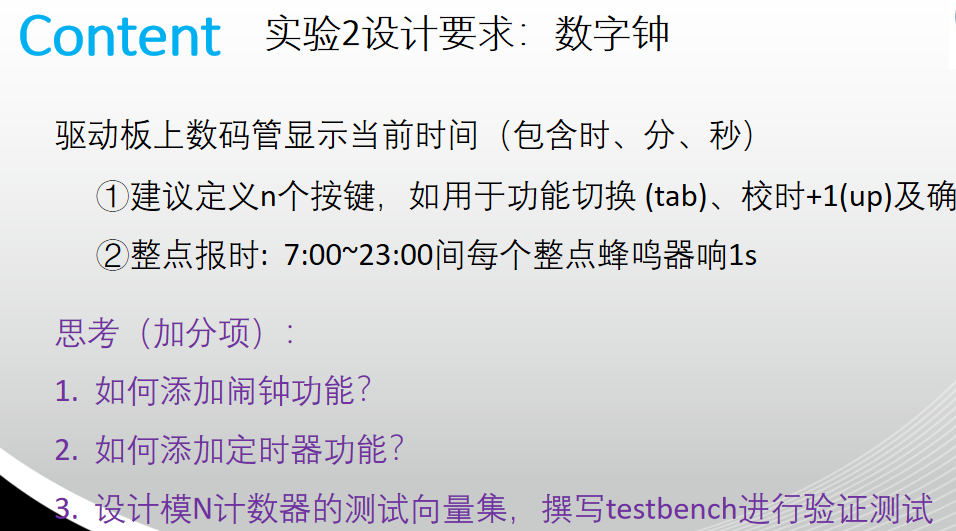 Content 实验2设计要求：数字钟
驱动板上数码管显示当前时间（包含时、分、秒）
①建议定义n个按键，如用于功能切换 (tab)、校时+1(up)及确
②整点报时：7:00~23:00间每个整点蜂鸣器响1s
思考（加分项）：
1. 如何添加闹钟功能？
2. 如何添加定时器功能？
3. 设计模N计数器的测试向量集，撰写testbench进行验证测试